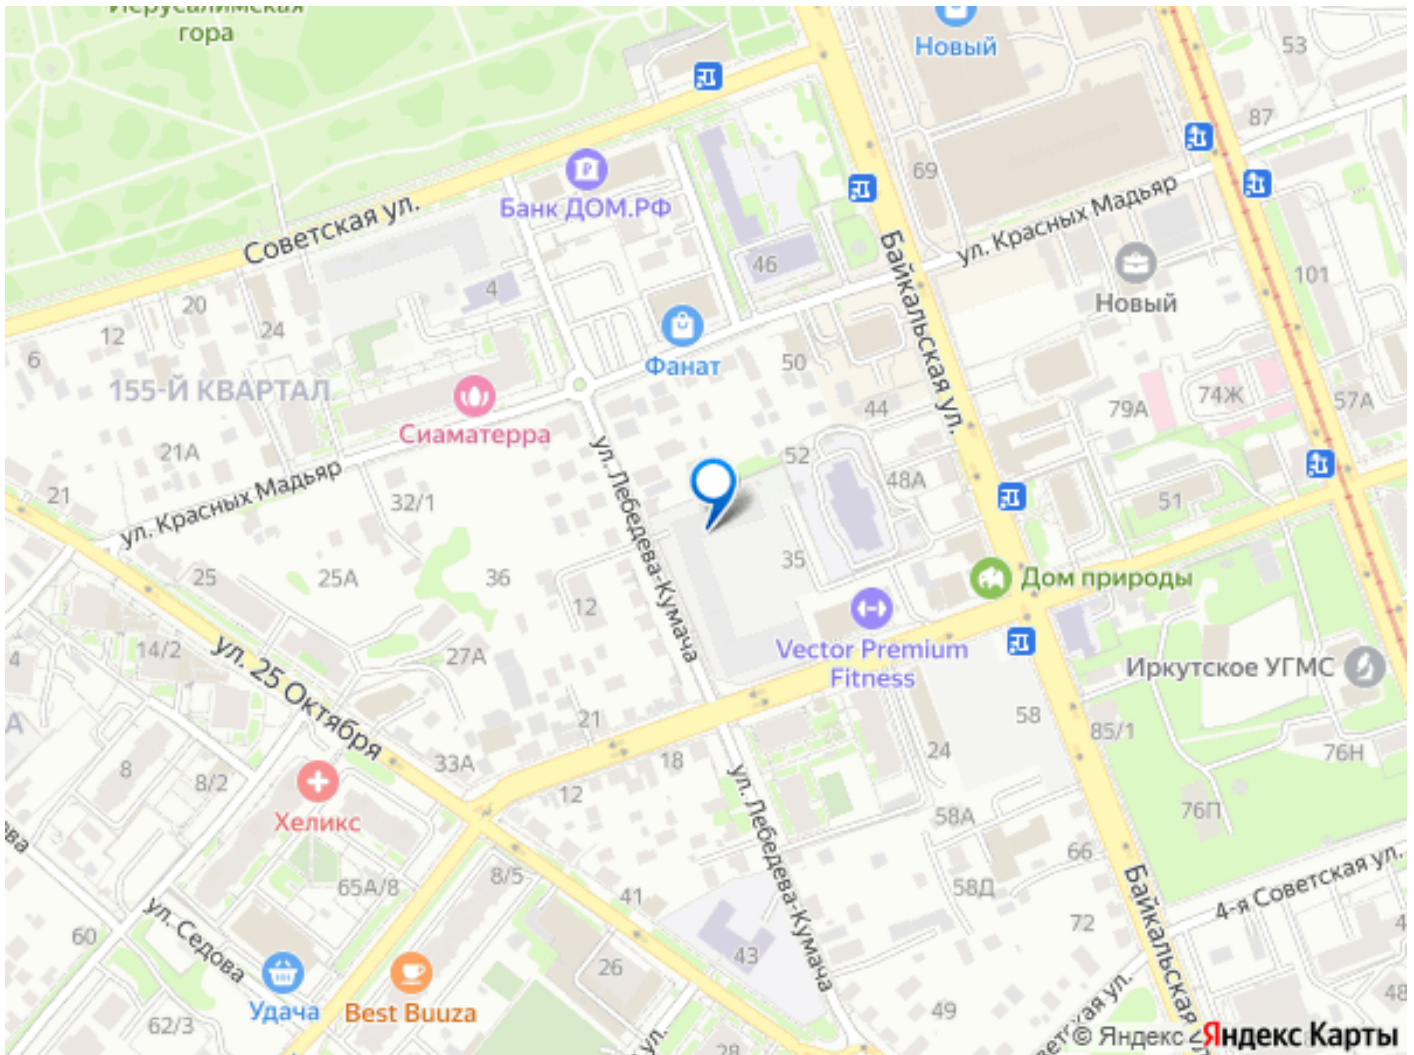 Иерусалимская
гора
Новый
53
87
69
Банк ДОМ.РФ
Советская ул.
ул. Красных Мадьяр
Байкальская ул.
46
4
20
24
12
6
Новый
101
Фанат
155-Й КВАРТАЛ
50
74Ж
57А
79А
44
Сиаматерра
21А
52
48А
ул. Лебедева-Кумача
ул. Красных Мадьяр
21
32/1
51
25
25А
36
35
12
Дом природы
Vector Premium
Fitness
14/2
4
ул. 25 Октября
27А
Иркутское УГМС
А
21
58
85/1
76Н
33А
18
24
8
8/2
12
ул. Лебедева-Кумача
Хеликс
58А
76П
66
65А/8
8/5
41
58Д
Байкальская
4-я Советская ул.
ул. Седова
72
60
43
26
Удача
Best Buuza
49
48
62/3
28
ул.
© Яндекс
Яндекс Карты